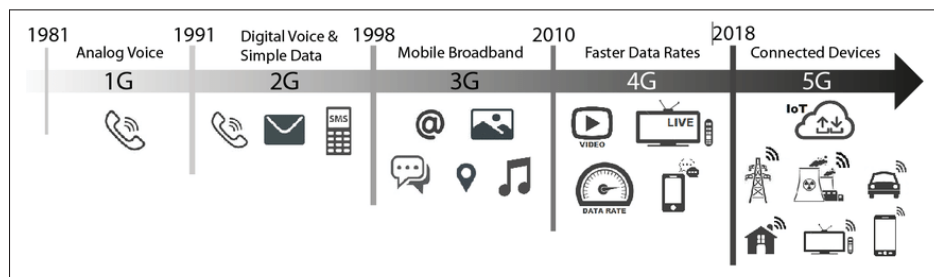 1981
1991
1998
2010
2018
Analog Voice
Digital Voice &
Simple Data
Mobile Broadband
Faster Data Rates
Connected Devices
1G
2G
3G
4G
5G
SMS
@
VIDEO
LIVE
DATA RATE
IoT